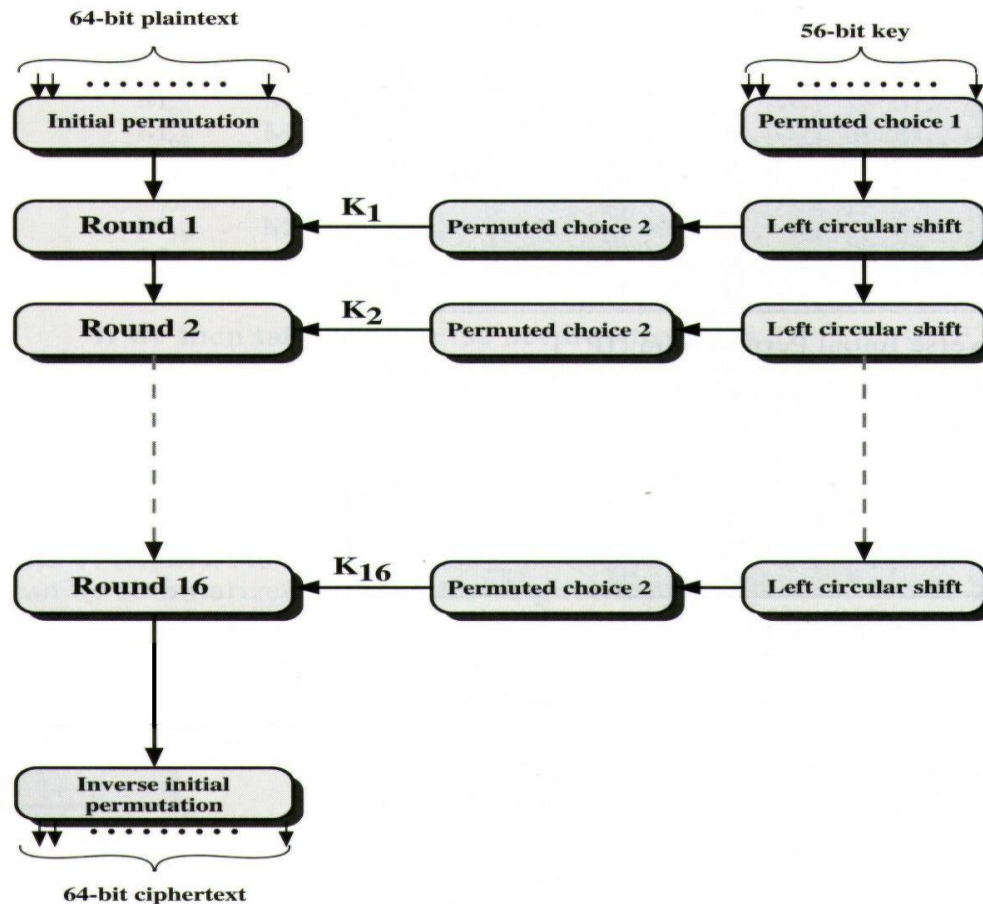 64-bit plaintext
56-bit key
Initial permutation
Permuted choice 1
Round 1
K1
Permuted choice 2
Left circular shift
Round 2
K2
Permuted choice 2
Left circular shift
Round 16
K16
Permuted choice 2
Left circular shift
Inverse initial
permutation
64-bit ciphertext